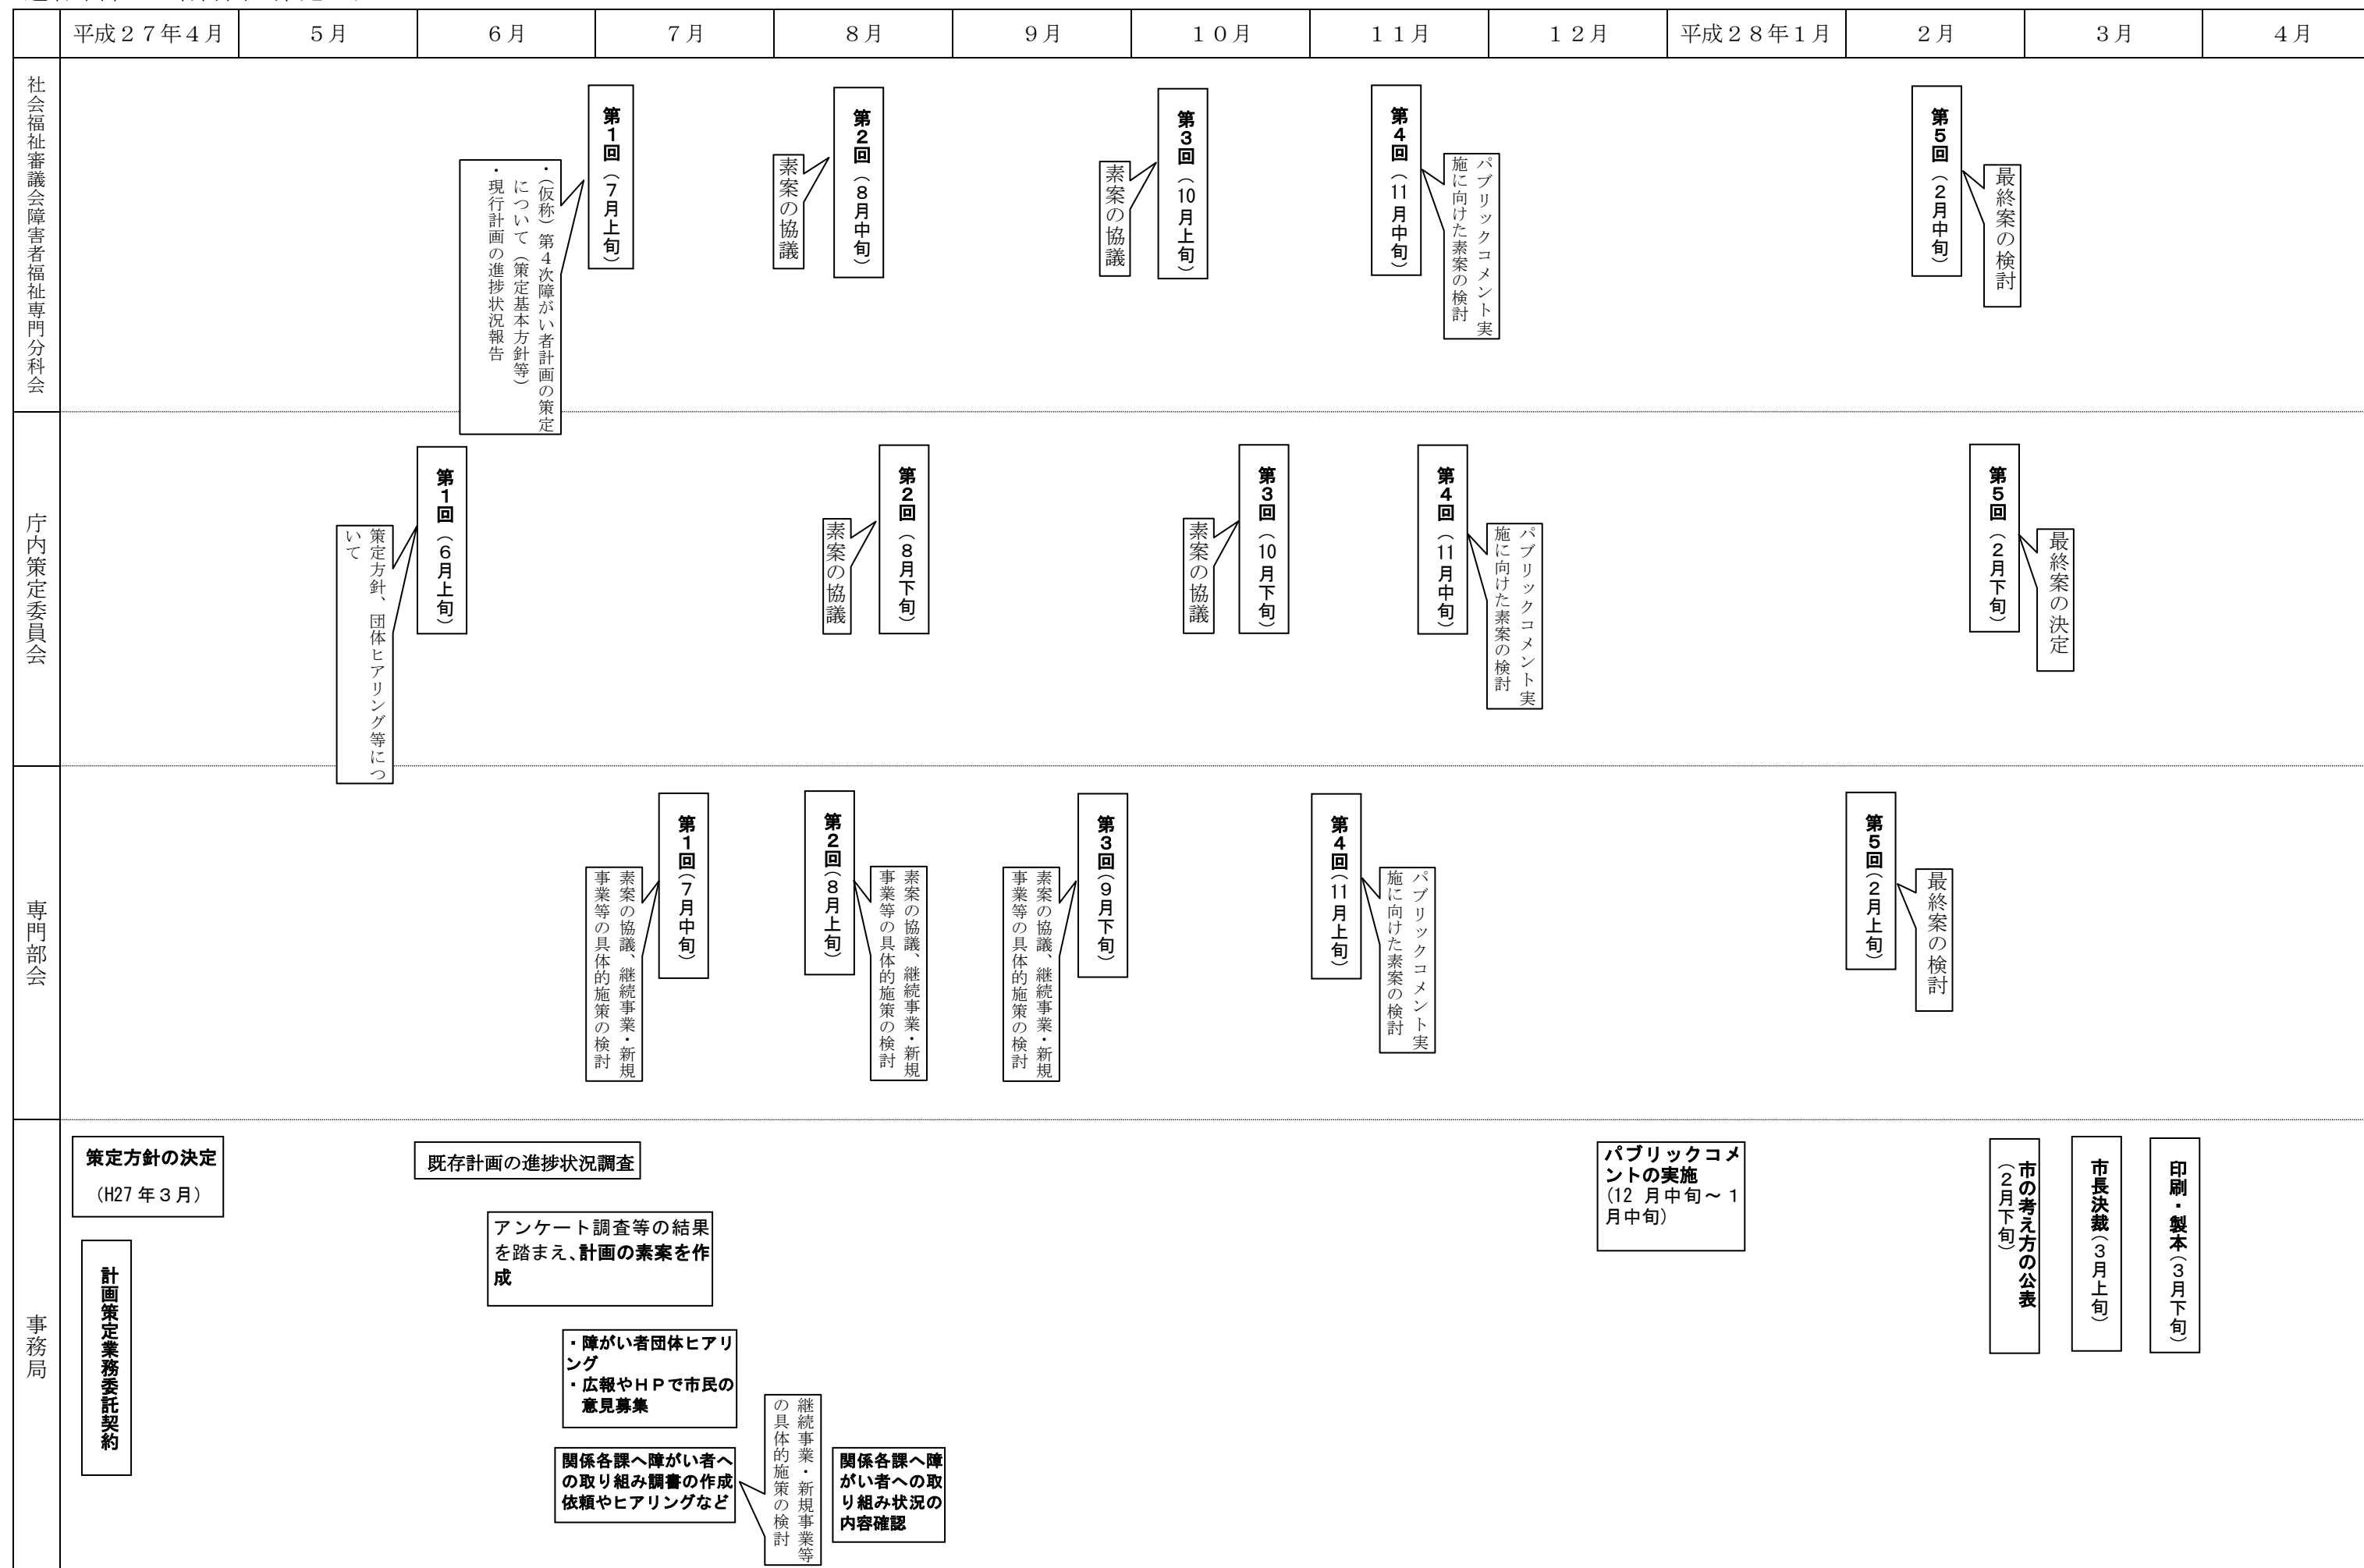 平成２７年４月
５月
６月
７月
８月
９月
１０月
１１月
１２月
平成２８年１月
２月
３月
４月
社会福祉審議会障害者福祉専門分科会
第１回（７月上旬）
・（仮称）第４次障がい者計画の策定
について（策定基本方針等）
・現行計画の進捗状況報告
第２回（８月中旬）
素案の協議
第３回（10月上旬）
素案の協議
第４回（11月中旬）
パブリックコメント実
施に向けた素案の検討
第５回（２月中旬）
最終案の検討
庁内策定委員会
第１回（６月上旬）
策定方針、団体ヒアリング等につ
いて
第２回（８月下旬）
素案の協議
第３回（10月下旬）
素案の協議
第４回（11月中旬）
パブリックコメント実
施に向けた素案の検討
第５回（２月下旬）
最終案の決定
専門部会
第１回（７月中旬）
素案の協議、継続事業・新規
事業等の具体的施策の検討
第２回（８月上旬）
素案の協議、継続事業・新規
事業等の具体的施策の検討
第３回（９月下旬）
素案の協議、継続事業・新規
事業等の具体的施策の検討
第４回（11月上旬）
パブリックコメント実
施に向けた素案の検討
第５回（２月上旬）
最終案の検討
事務局
策定方針の決定
（H27年３月）
計画策定業務委託契約
既存計画の進捗状況調査
アンケート調査等の結果
を踏まえ、計画の素案を作
成
・障がい者団体ヒアリ
ング
・広報やＨＰで市民の
意見募集
関係各課へ障がい者へ
の取り組み調書の作成
依頼やヒアリングなど
継続事業・新規事業等
の具体的施策の検討
関係各課へ障
がい者への取
り組み状況の
内容確認
パブリックコメ
ントの実施
（12 月中旬～１
月中旬）
市の考え方の公表
（２月下旬）
市長決裁（３月上旬）
印刷・製本（３月下旬）